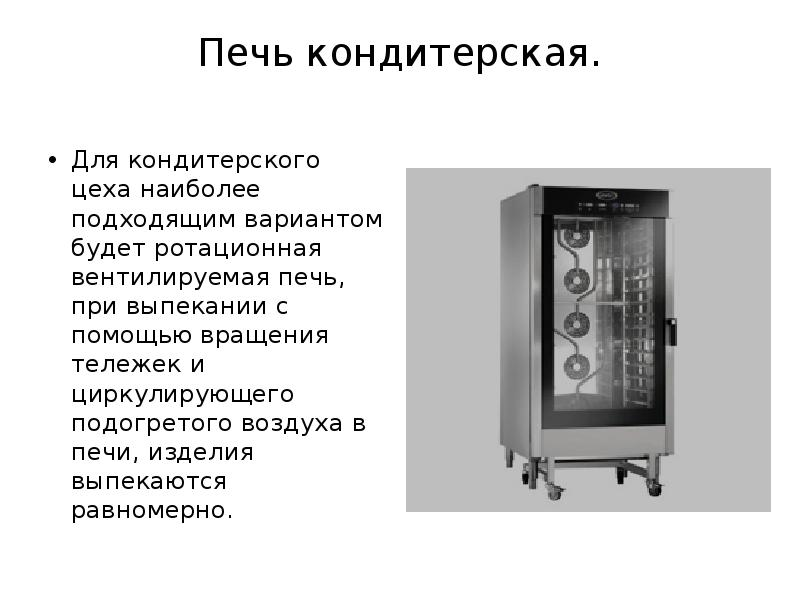 Печь кондитерская.
• Для кондитерского
цеха наиболее
подходящим вариантом
будет ротационная
вентилируемая печь,
при выпекании с
помощью вращения
тележек и
циркулирующего
подогретого воздуха в
печи, изделия
выпекаются
равномерно.